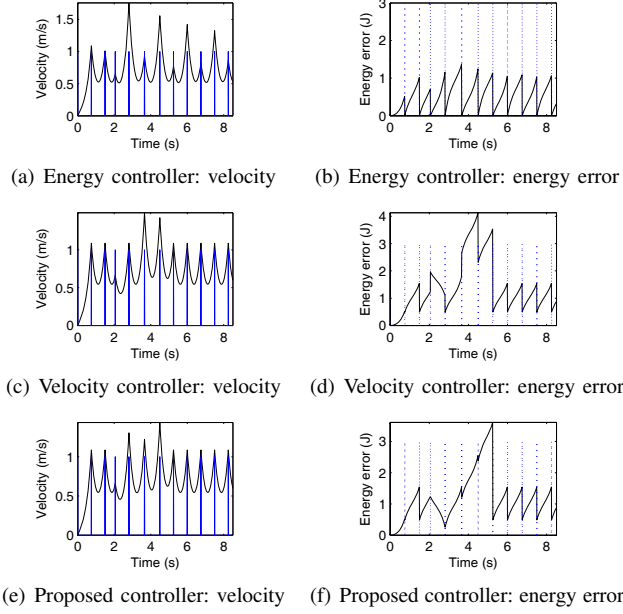 Velocity (m/s)
1.5
1
0.5
0
0 2 4 6 8
Time (s)
Energy error (J)
3
2
1
0
0 2 4 6 8
Time (s)
(a) Energy controller: velocity
(b) Energy controller: energy error
Velocity (m/s)
1
0.5
0
0 2 4 6 8
Time (s)
Energy error (J)
4
3
2
1
0
0 2 4 6 8
Time (s)
(c) Velocity controller: velocity
(d) Velocity controller: energy error
Velocity (m/s)
1
0.5
0
0 2 4 6 8
Time (s)
Energy error (J)
3
2
1
0
0 2 4 6 8
Time (s)
(e) Proposed controller: velocity
(f) Proposed controller: energy error